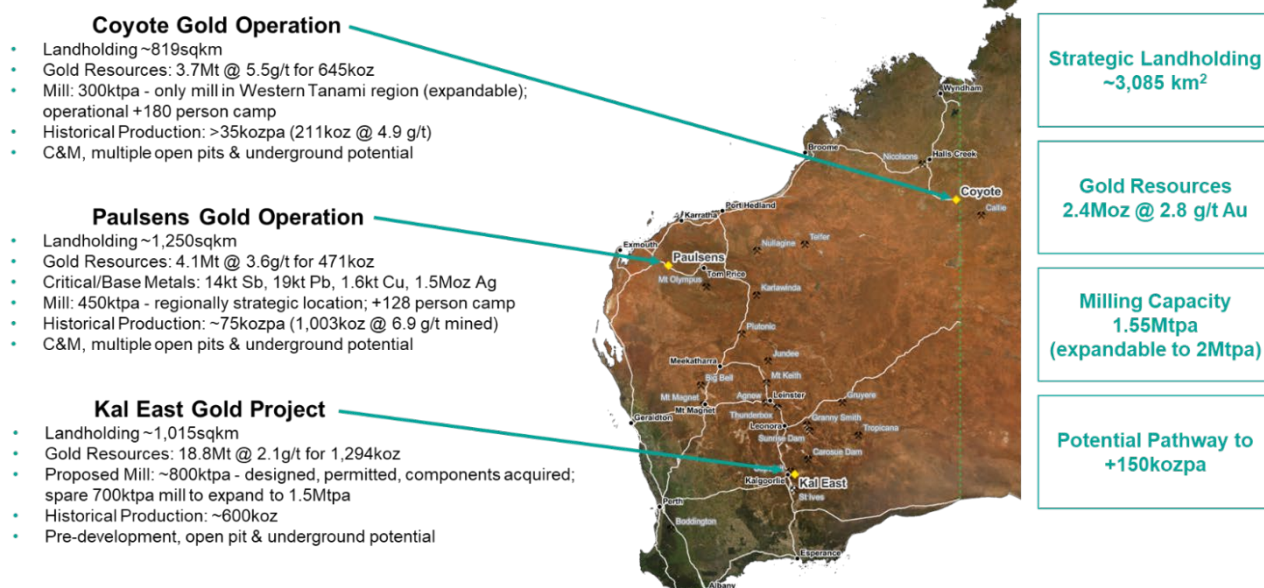 Coyote Gold Operation
• Landholding ~819sqkm
• Gold Resources: 3.7Mt @ 5.5g/t for 645koz
• Mill: 300ktpa - only mill in Western Tanami region (expandable);
operational +180 person camp
• Historical Production: >35kozpa (211koz @ 4.9 g/t)
• C&M, multiple open pits & underground potential
Paulsens Gold Operation
• Landholding ~1,250sqkm
• Gold Resources: 4.1Mt @ 3.6g/t for 471koz
• Critical/Base Metals: 14kt Sb, 19kt Pb, 1.6kt Cu, 1.5Moz Ag
• Mill: 450ktpa - regionally strategic location; +128 person camp
• Historical Production: ~75kozpa (1,003koz @ 6.9 g/t mined)
• C&M, multiple open pits & underground potential
Kal East Gold Project
• Landholding ~1,015sqkm
• Gold Resources: 18.8Mt @ 2.1g/t for 1,294koz
• Proposed Mill: ~800ktpa - designed, permitted, components acquired;
spare 700ktpa mill to expand to 1.5Mtpa
• Historical Production: ~600koz
• Pre-development, open pit & underground potential
Wyndham
Broome
Nicolsons
Halls Creek
Coyote
Callie
Port Hedland
Karratha
Exmouth
Nullagine
Telfer
Paulsens
Tom Price
Mt Olympus
Karlawinda
Plutonic
Meekatharra
Jundee
Big Bell
Mt Keith
Mt Magnet
Agnew
Leinster
Gruyere
Mt Magnet
Geraldton
Thunderbox
Granny Smith
Leonora
Sunrise Dam
Tropicana
Carosue Dam
Kalgoorlie
Kal East
St Ives
Perth
Boddington
Esperance
Albany
Strategic Landholding
~3,085 km²
Gold Resources
2.4Moz @ 2.8 g/t Au
Milling Capacity
1.55Mtpa
(expandable to 2Mtpa)
Potential Pathway to
+150kozpa